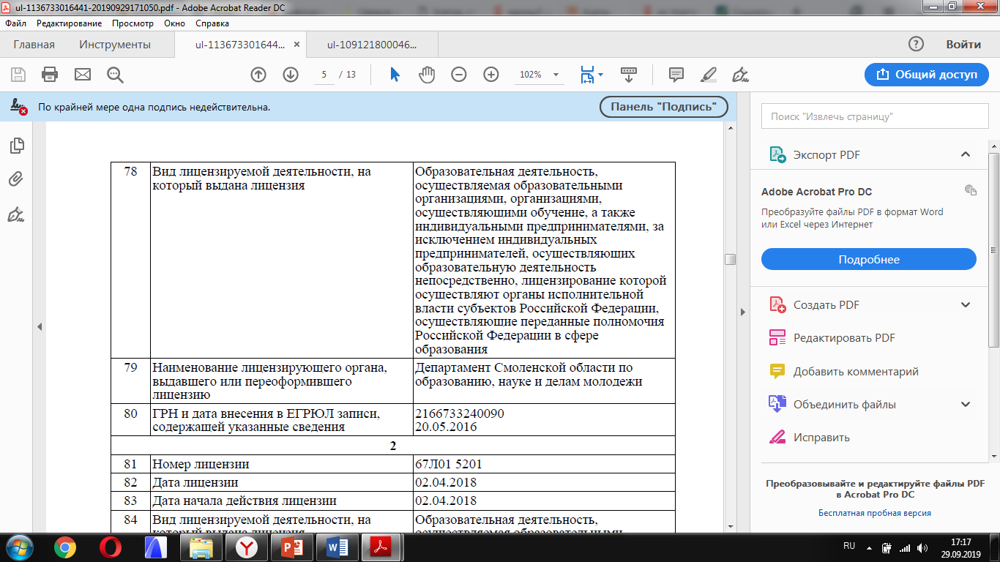 ul-1136733016441-20190929171050.pdf - Adobe Acrobat Reader DC
Файл Редактирование Просмотр Окно Справка
Главная Инструменты ul-113673301644... × ul-109121800046... Войти
5 / 13 102% Общий доступ
По крайней мере одна подпись недействительна. Панель "Подпись"
78 Вид лицензируемой деятельности, на
который выдана лицензия
Образовательная деятельность,
осуществляемая образовательными
организациями, организациями,
осуществляющими обучение, а также
индивидуальными предпринимателями, за
исключением индивидуальных
предпринимателей, осуществляющих
образовательную деятельность
непосредственно, лицензирование которой
осуществляют органы исполнительной
власти субъектов Российской Федерации,
осуществляющие переданные полномочия
Российской Федерации в сфере
образования
79 Наименование лицензирующего органа,
выдавшего или переоформившего
лицензию
Департамент Смоленской области по
образованию, науке и делам молодежи
80 ГРН и дата внесения в ЕГРЮЛ записи,
содержащей указанные сведения
2166733240090
20.05.2016
2
81 Номер лицензии 67Л01 5201
82 Дата лицензии 02.04.2018
83 Дата начала действия лицензии 02.04.2018
84 Вид лицензируемой деятельности, на
который выдана лицензия
Образовательная деятельность,
осуществляемая образовательными
Поиск "Извлечь страницу"
Экспорт PDF
Adobe Acrobat Pro DC
Преобразуйте файлы PDF в формат Word
или Excel через Интернет
Подробнее
Создать PDF
Редактировать PDF
Добавить комментарий
Объединить файлы
Исправить
Преобразовывайте и редактируйте файлы PDF
в Acrobat Pro DC
Бесплатная пробная версия
RU 17:17
29.09.2019